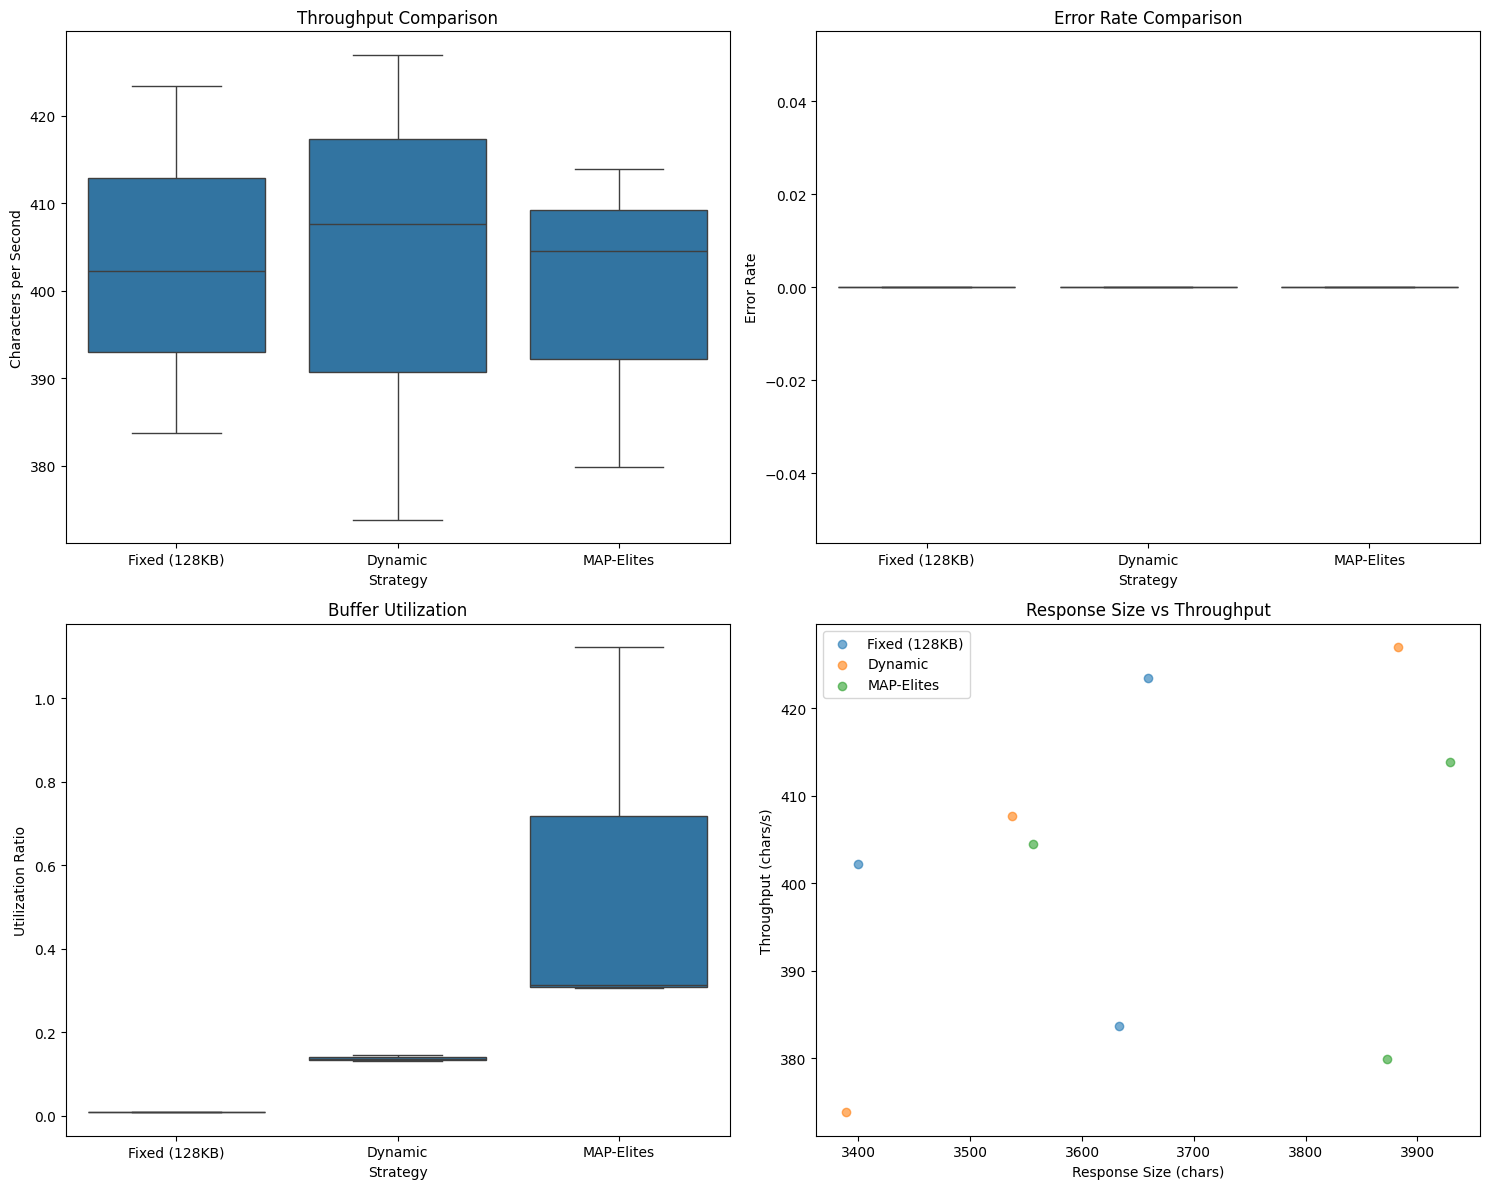 Throughput Comparison
Characters per Second
420
410
400
390
380
Fixed (128KB)
Dynamic
MAP-Elites
Strategy
Error Rate Comparison
Error Rate
0.04
0.02
0.00
−0.02
−0.04
Fixed (128KB)
Dynamic
MAP-Elites
Strategy
Buffer Utilization
Utilization Ratio
1.0
0.8
0.6
0.4
0.2
0.0
Fixed (128KB)
Dynamic
MAP-Elites
Strategy
Response Size vs Throughput
Fixed (128KB)
Dynamic
MAP-Elites
Throughput (chars/s)
420
410
400
390
380
3400
3500
3600
3700
3800
3900
Response Size (chars)